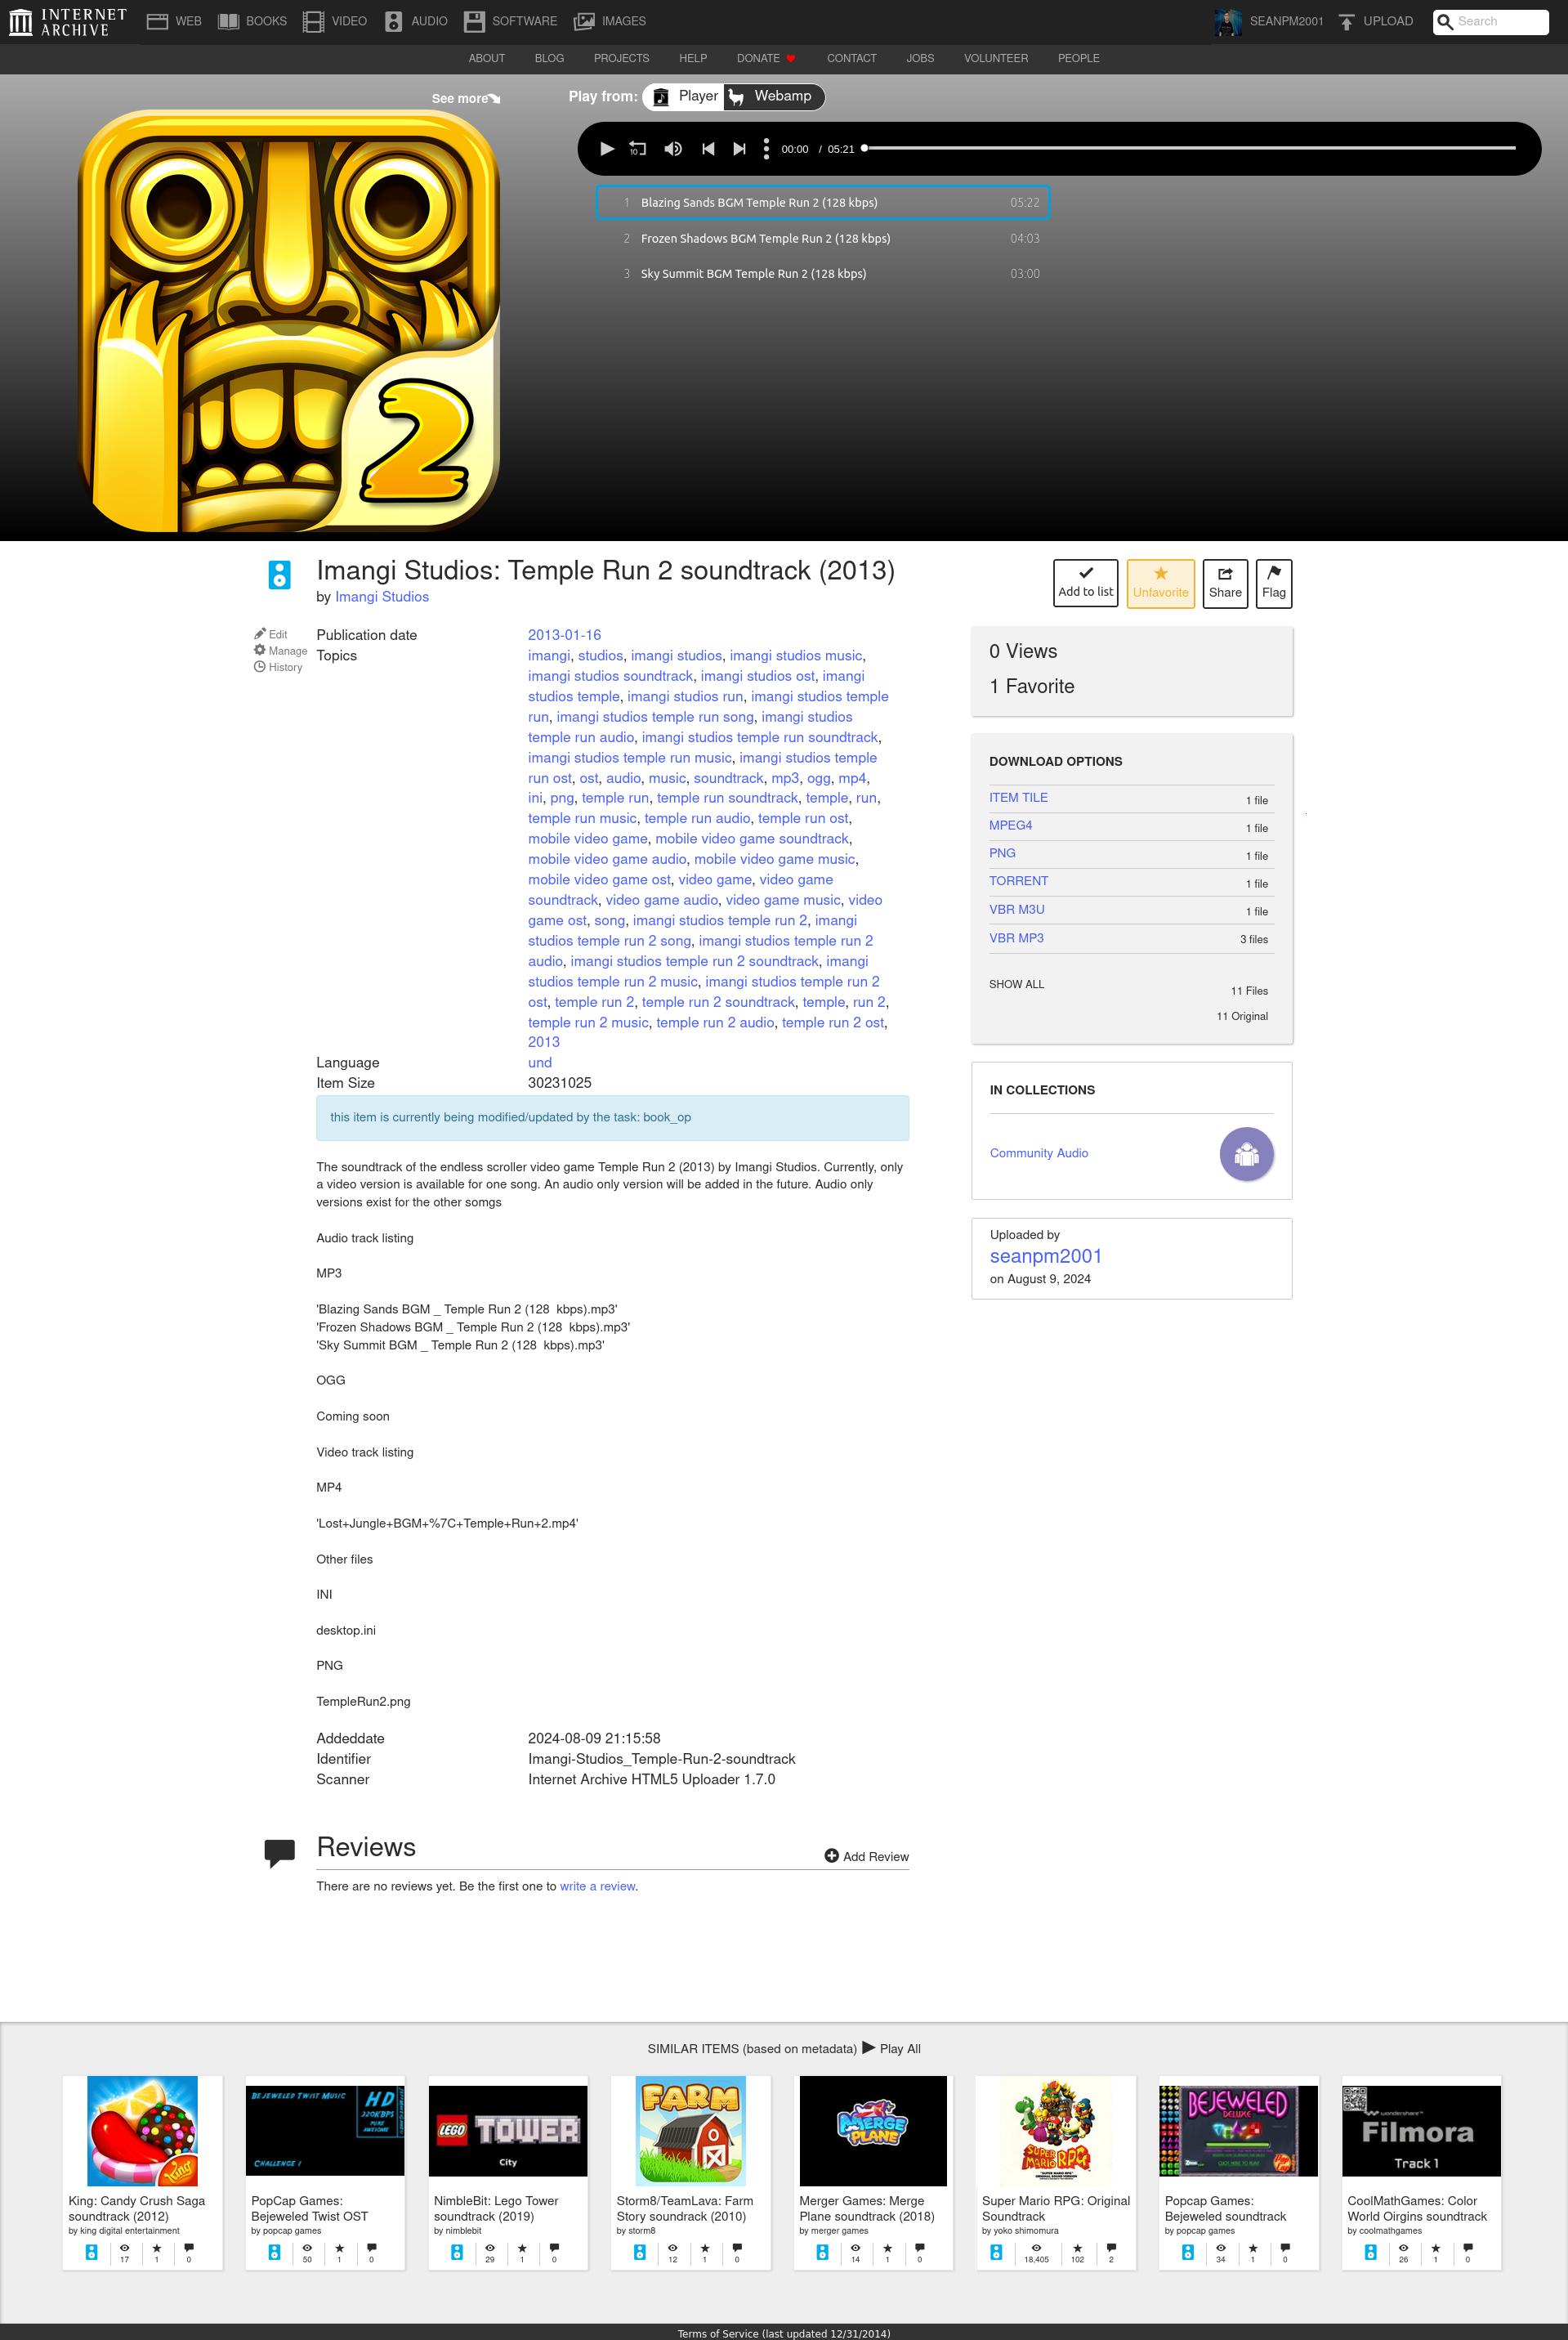 INTERNET ARCHIVE
WEB BOOKS VIDEO AUDIO SOFTWARE IMAGES SEANPM2001 UPLOAD Search
ABOUT BLOG PROJECTS HELP DONATE CONTACT JOBS VOLUNTEER PEOPLE
See more
2
Play from: Player Webamp
10 00:00 / 05:21
1 Blazing Sands BGM Temple Run 2 (128 kbps) 05:22
2 Frozen Shadows BGM Temple Run 2 (128 kbps) 04:03
3 Sky Summit BGM Temple Run 2 (128 kbps) 03:00
Imangi Studios: Temple Run 2 soundtrack (2013)
by Imangi Studios
Add to list Unfavorite Share Flag
Edit
Manage
History
Publication date 2013-01-16
Topics imangi, studios, imangi studios, imangi studios music,
imangi studios soundtrack, imangi studios ost, imangi
studios temple, imangi studios run, imangi studios temple
run, imangi studios temple run song, imangi studios
temple run audio, imangi studios temple run soundtrack,
imangi studios temple run music, imangi studios temple
run ost, ost, audio, music, soundtrack, mp3, ogg, mp4,
ini, png, temple run, temple run soundtrack, temple, run,
temple run music, temple run audio, temple run ost,
mobile video game, mobile video game soundtrack,
mobile video game audio, mobile video game music,
mobile video game ost, video game, video game
soundtrack, video game audio, video game music, video
game ost, song, imangi studios temple run 2, imangi
studios temple run 2 song, imangi studios temple run 2
audio, imangi studios temple run 2 soundtrack, imangi
studios temple run 2 music, imangi studios temple run 2
ost, temple run 2, temple run 2 soundtrack, temple, run 2,
temple run 2 music, temple run 2 audio, temple run 2 ost,
2013
Language und
Item Size 30231025
this item is currently being modified/updated by the task: book_op
The soundtrack of the endless scroller video game Temple Run 2 (2013) by Imangi Studios. Currently, only
a video version is available for one song. An audio only version will be added in the future. Audio only
versions exist for the other somgs
Audio track listing
MP3
'Blazing Sands BGM _ Temple Run 2 (128  kbps).mp3'
'Frozen Shadows BGM _ Temple Run 2 (128  kbps).mp3'
'Sky Summit BGM _ Temple Run 2 (128  kbps).mp3'
OGG
Coming soon
Video track listing
MP4
'Lost+Jungle+BGM+%7C+Temple+Run+2.mp4'
Other files
INI
desktop.ini
PNG
TempleRun2.png
Addeddate 2024-08-09 21:15:58
Identifier Imangi-Studios_Temple-Run-2-soundtrack
Scanner Internet Archive HTML5 Uploader 1.7.0
0 Views
1 Favorite
DOWNLOAD OPTIONS
ITEM TILE 1 file
MPEG4 1 file
PNG 1 file
TORRENT 1 file
VBR M3U 1 file
VBR MP3 3 files
SHOW ALL 11 Files
11 Original
IN COLLECTIONS
Community Audio
Uploaded by
seanpm2001
on August 9, 2024
Reviews
Add Review
There are no reviews yet. Be the first one to write a review.
SIMILAR ITEMS (based on metadata) Play All
King
King: Candy Crush Saga
soundtrack (2012)
by king digital entertainment
17 1 0
Bejeweled Twist Music
HD
320KBPS
PURE
AWESOME
Challenge 1
PopCap Games:
Bejeweled Twist OST
by popcap games
50 1 0
LEGO TOWER
City
NimbleBit: Lego Tower
soundtrack (2019)
by nimblebit
29 1 0
FARM
Storm8/TeamLava: Farm
Story soundrack (2010)
by storm8
12 1 0
MERGE PLANE
Merger Games: Merge
Plane soundtrack (2018)
by merger games
14 1 0
SUPER MARIO RPG
Super Mario RPG: Original
Soundtrack
by yoko shimomura
18,405 102 2
BEJEWELED
DELUXE
Popcap Games:
Bejeweled soundtrack
by popcap games
34 1 0
wondershare
Filmora
Track 1
CoolMathGames: Color
World Oirgins soundtrack
by coolmathgames
26 1 0
Terms of Service (last updated 12/31/2014)